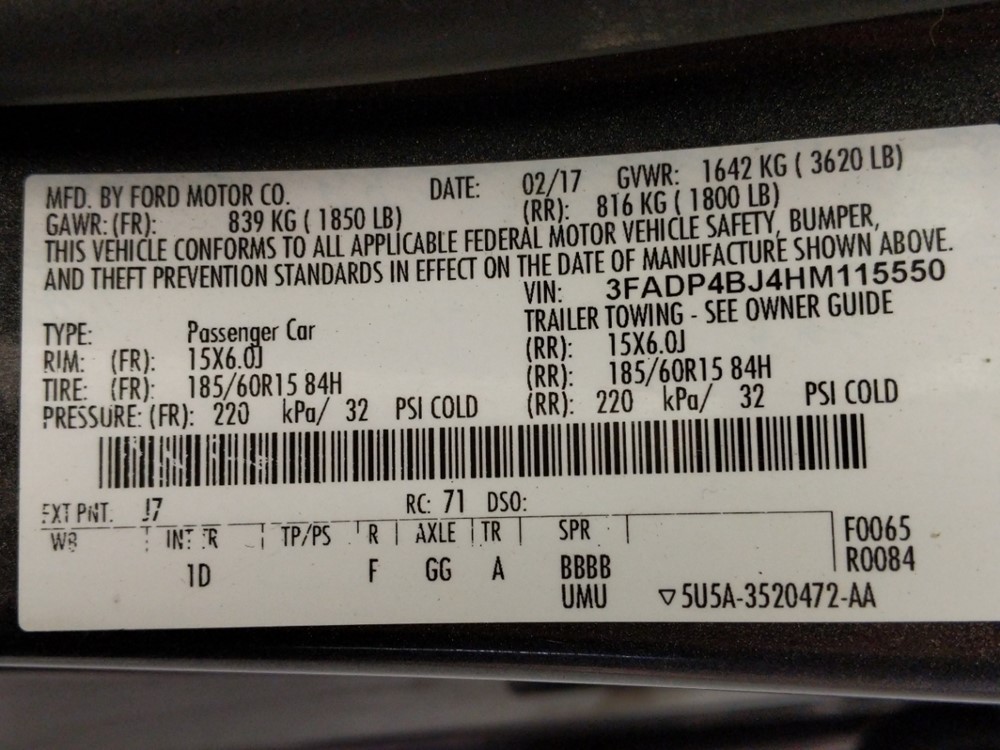 MFD. BY FORD MOTOR CO. DATE: 02/17 GVWR: 1642 KG ( 3620 LB)
GAWR: (FR): 839 KG ( 1850 LB) (RR): 816 KG ( 1800 LB)
THIS VEHICLE CONFORMS TO ALL APPLICABLE FEDERAL MOTOR VEHICLE SAFETY, BUMPER,
AND THEFT PREVENTION STANDARDS IN EFFECT ON THE DATE OF MANUFACTURE SHOWN ABOVE.
VIN: 3FADP4BJ4HM115550
TRAILER TOWING - SEE OWNER GUIDE
TYPE: Passenger Car
RIM: (FR): 15X6.0J (RR): 15X6.0J
TIRE: (FR): 185/60R15 84H (RR): 185/60R15 84H
PRESSURE: (FR): 220 kPa/ 32 PSI COLD (RR): 220 kPa/ 32 PSI COLD
EXT PNT. J7 RC: 71 DSO:
WB INT TR TP/PS R AXLE TR SPR F0065
1D F GG A BBBB R0084
UMU ▽ 5U5A-3520472-AA